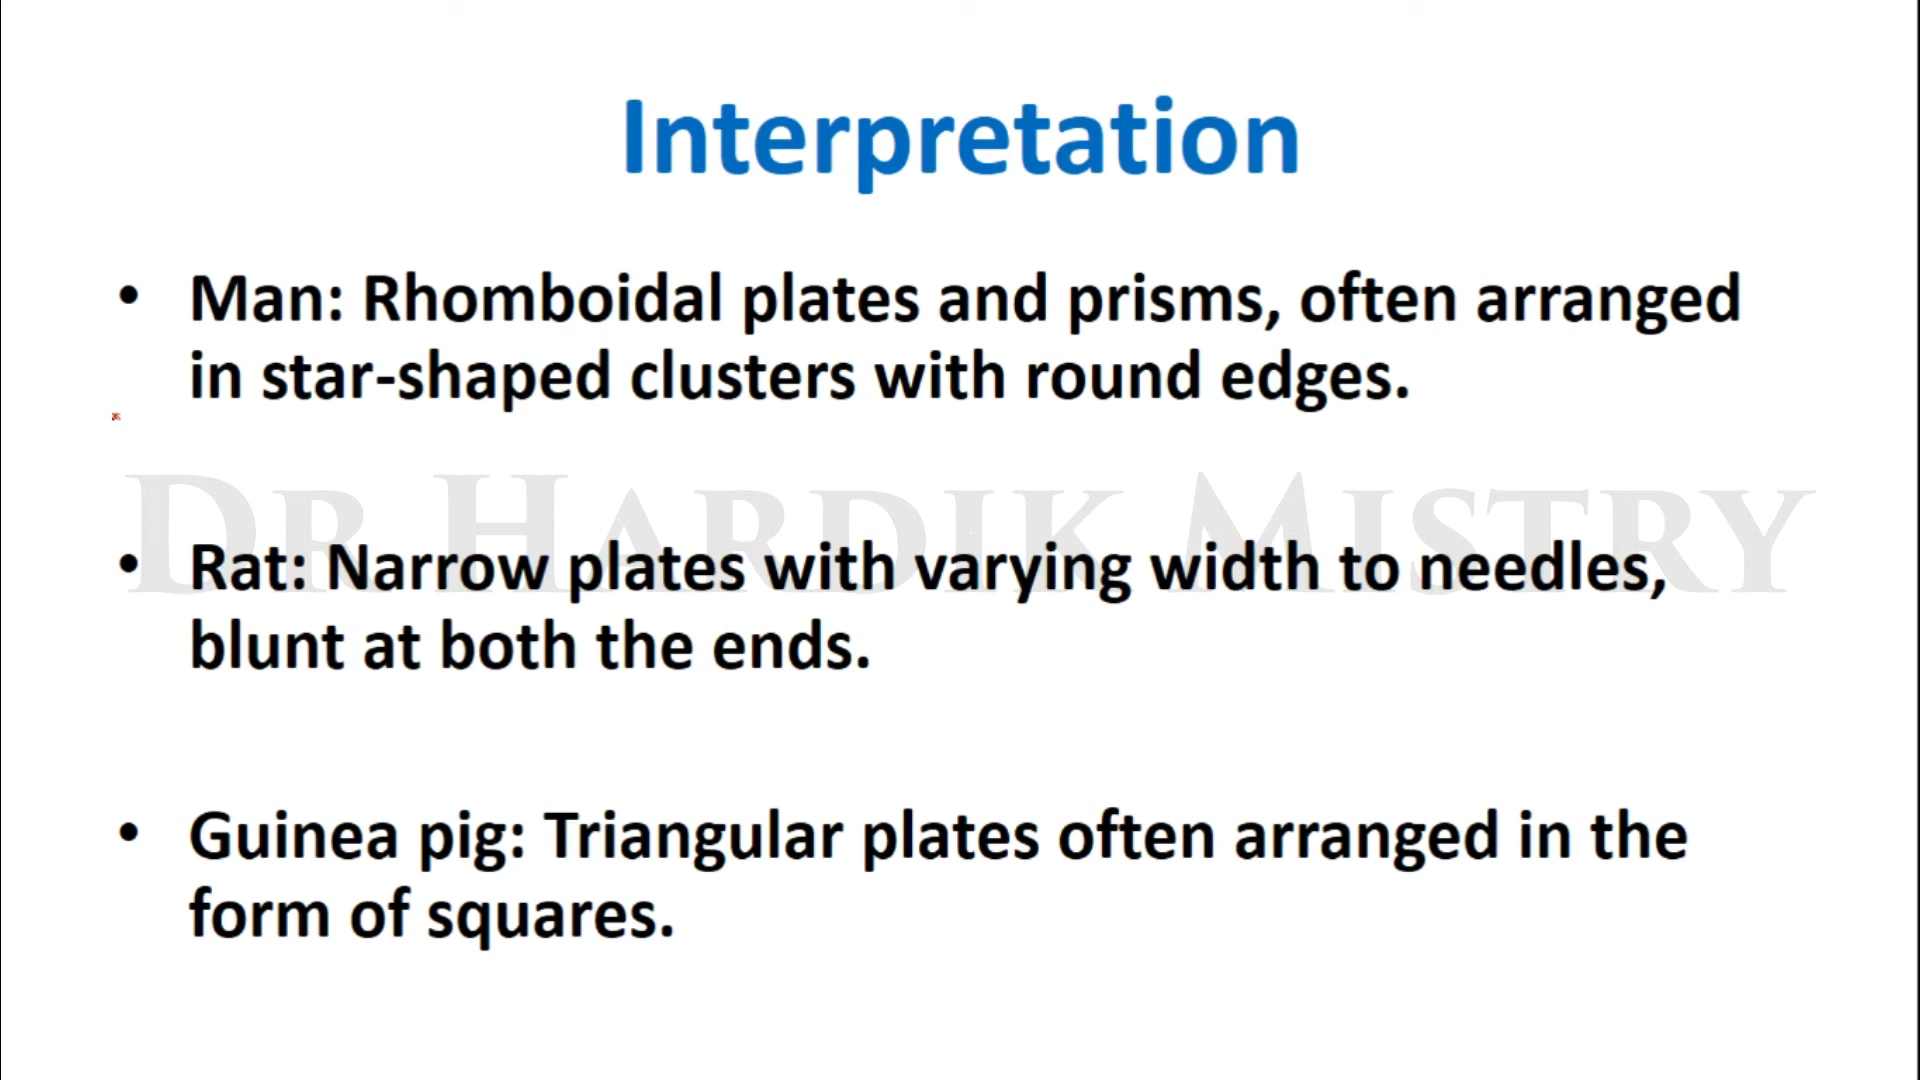 Interpretation
• Man: Rhomboidal plates and prisms, often arranged
in star-shaped clusters with round edges.
DR HARDIK MISTRY
• Rat: Narrow plates with varying width to needles,
blunt at both the ends.
• Guinea pig: Triangular plates often arranged in the
form of squares.